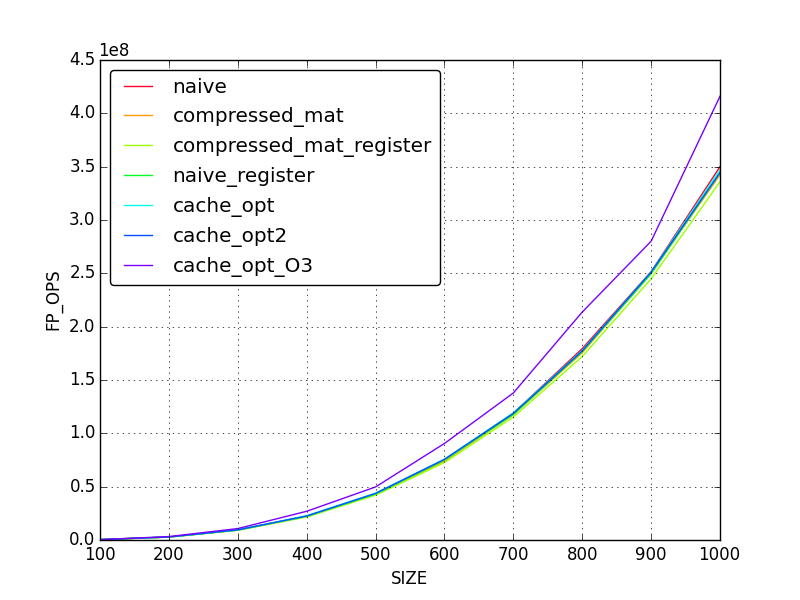 1e8
4.5
4.0
3.5
3.0
2.5
2.0
1.5
1.0
0.5
0.0
FP_OPS
naive
compressed_mat
compressed_mat_register
naive_register
cache_opt
cache_opt2
cache_opt_O3
100 200 300 400 500 600 700 800 900 1000
SIZE